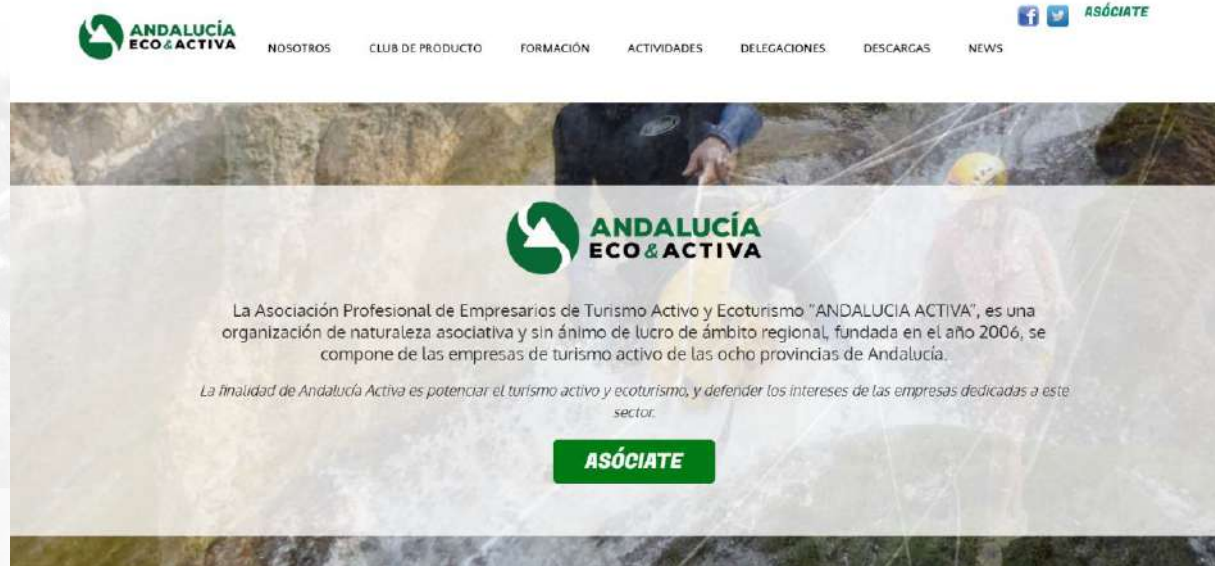 ASÓCIATE
ANDALUCÍA
ECO&ACTIVA
NOSOTROS CLUB DE PRODUCTO FORMACIÓN ACTIVIDADES DELEGACIONES DESCARGAS NEWS
ANDALUCÍA
ECO&ACTIVA
La Asociación Profesional de Empresarios de Turismo Activo y Ecoturismo "ANDALUCIA ACTIVA", es una
organización de naturaleza asociativa y sin ánimo de lucro de ámbito regional, fundada en el año 2006, se
compone de las empresas de turismo activo de las ocho provincias de Andalucía.
La finalidad de Andalucía Activa es potenciar el turismo activo y ecoturismo, y defender los intereses de las empresas dedicadas a este
sector.
ASÓCIATE